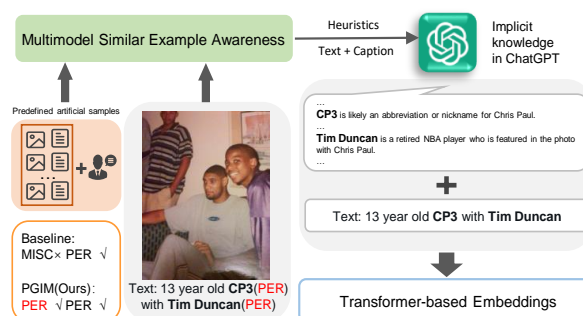 Multimodel Similar Example Awareness
Heuristics
Text + Caption
Implicit
knowledge
in ChatGPT
Predefined artificial samples
...
+
Baseline:
MISC× PER √
PGIM(Ours):
PER √ PER √
Text: 13 year old CP3(PER)
with Tim Duncan(PER)
...
CP3 is likely an abbreviation or nickname for Chris Paul.
...
Tim Duncan is a retired NBA player who is featured in the photo
with Chris Paul.
...
+
Text: 13 year old CP3 with Tim Duncan
Transformer-based Embeddings